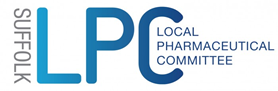 SUFFOLK
LPC
LOCAL
PHARMACEUTICAL
COMMITTEE